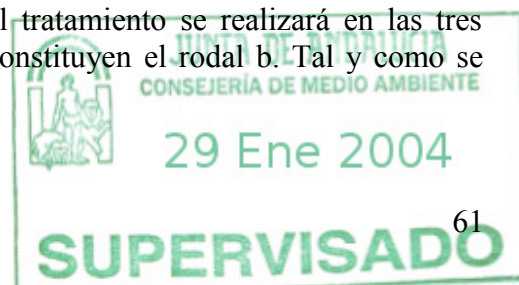 l tratamiento se realizará en las tres
onstituyen el rodal b. Tal y como se
JUNTA DE ANDALUCIA
CONSEJERÍA DE MEDIO AMBIENTE
29 Ene 2004
61
SUPERVISADO